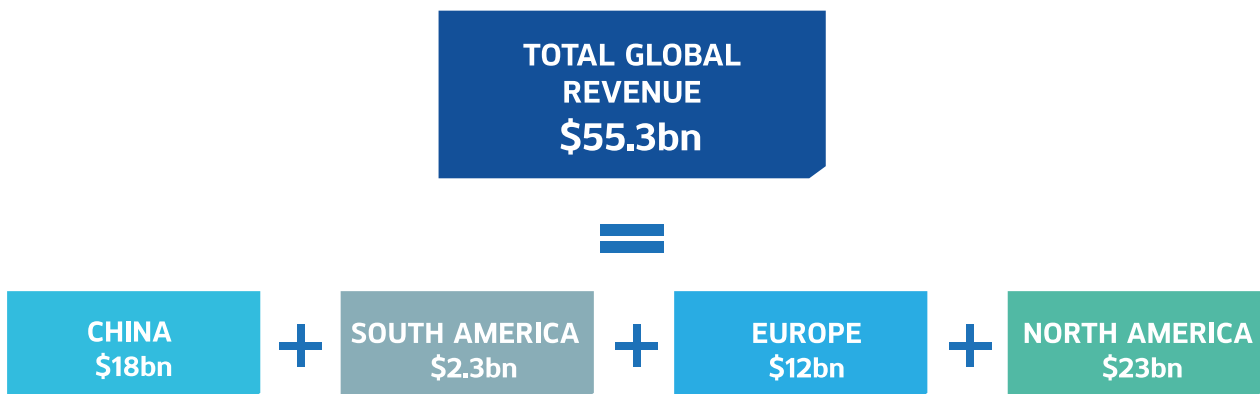 TOTAL GLOBAL
REVENUE
$55.3bn
=
CHINA
$18bn
+
SOUTH AMERICA
$2.3bn
+
EUROPE
$12bn
+
NORTH AMERICA
$23bn